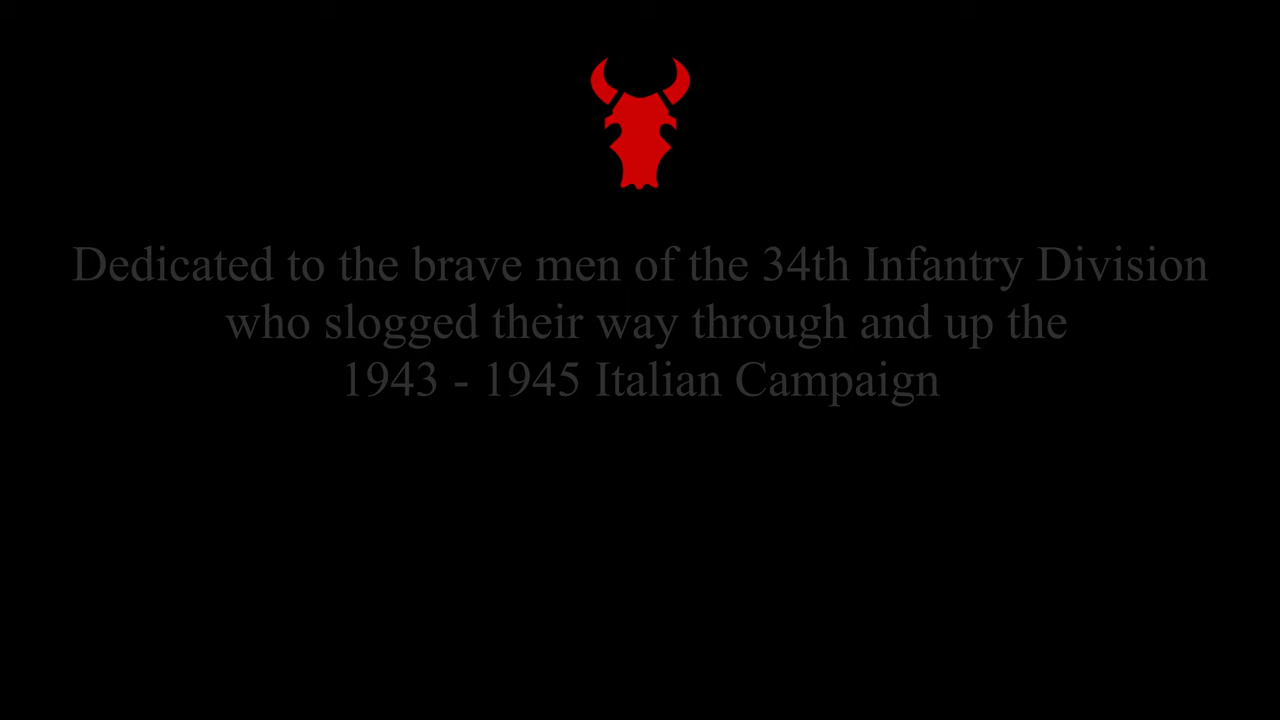 Dedicated to the brave men of the 34th Infantry Division
who slogged their way through and up the
1943 - 1945 Italian Campaign